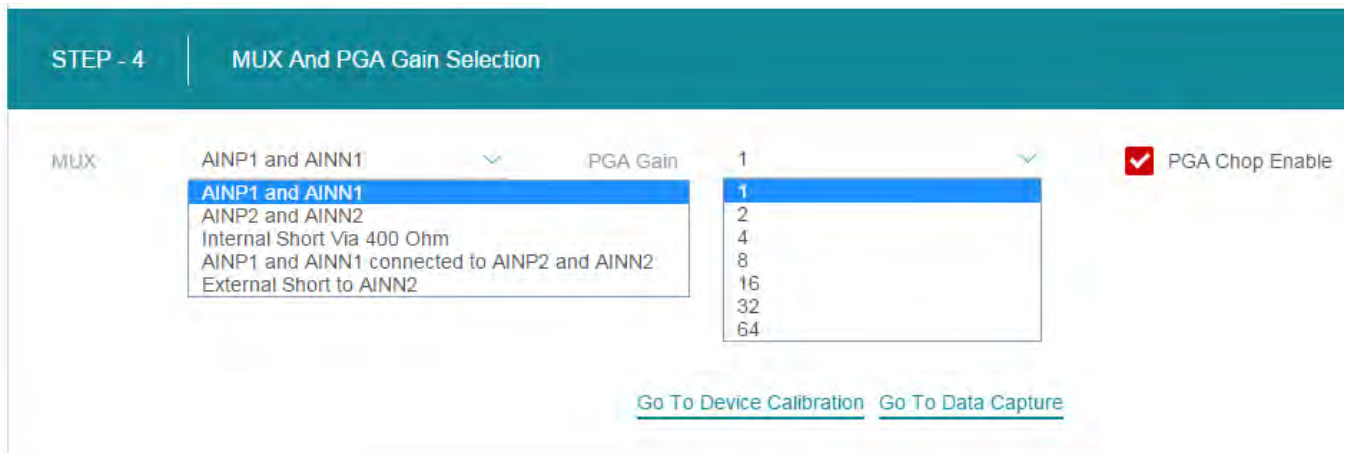 STEP - 4 MUX And PGA Gain Selection
MUX AINP1 and AINN1 PGA Gain 1 PGA Chop Enable
AINP1 and AINN1
AINP2 and AINN2
Internal Short Via 400 Ohm
AINP1 and AINN1 connected to AINP2 and AINN2
External Short to AINN2
1
2
4
8
16
32
64
Go To Device Calibration Go To Data Capture